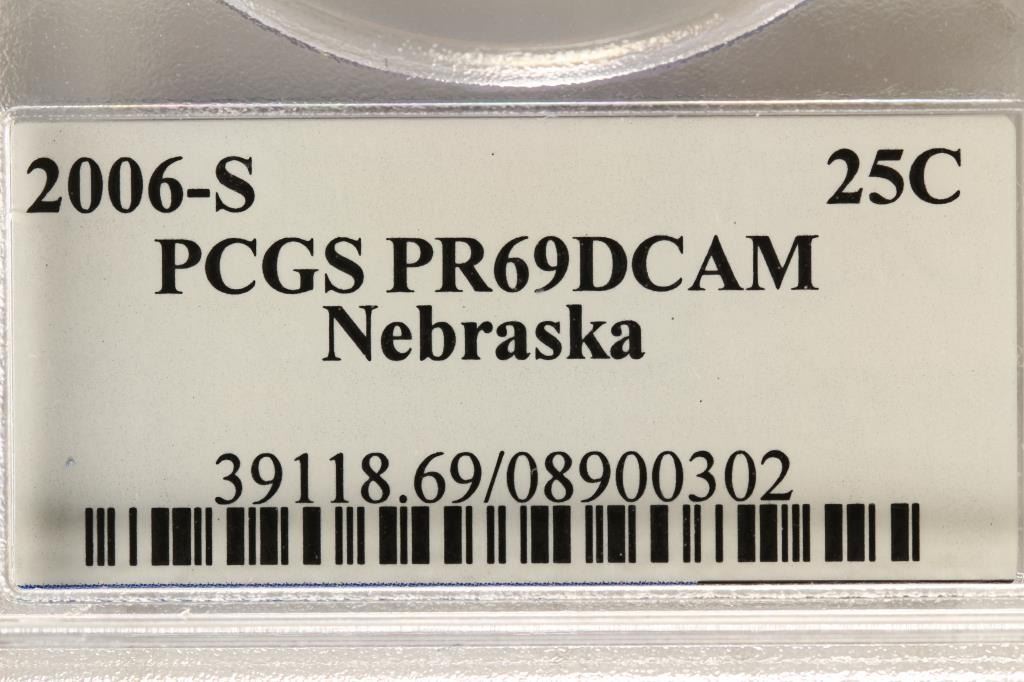 2006-S 25C
PCGS PR69DCAM
Nebraska
39118.69/08900302